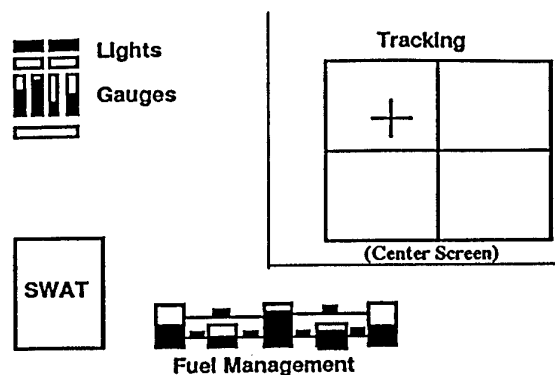 Lights
Gauges
Tracking
(Center Screen)
SWAT
Fuel Management